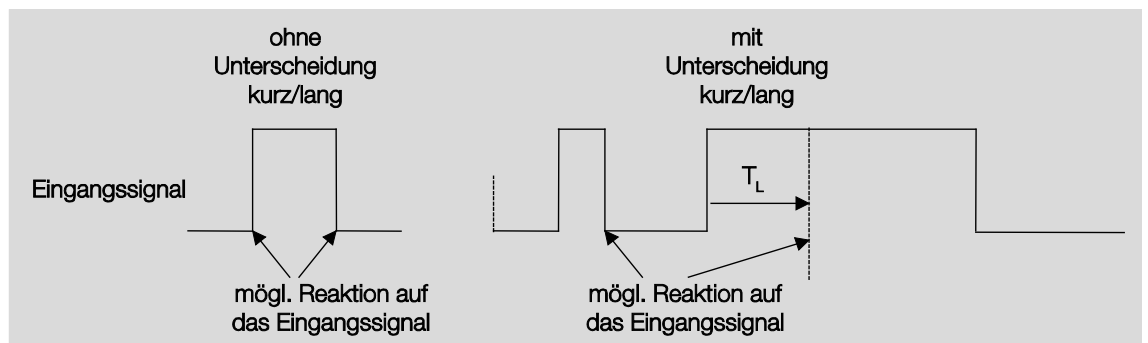 ohne
Unterscheidung
kurz/lang
mit
Unterscheidung
kurz/lang
Eingangssignal
TL
mögl. Reaktion auf
das Eingangssignal
mögl. Reaktion auf
das Eingangssignal